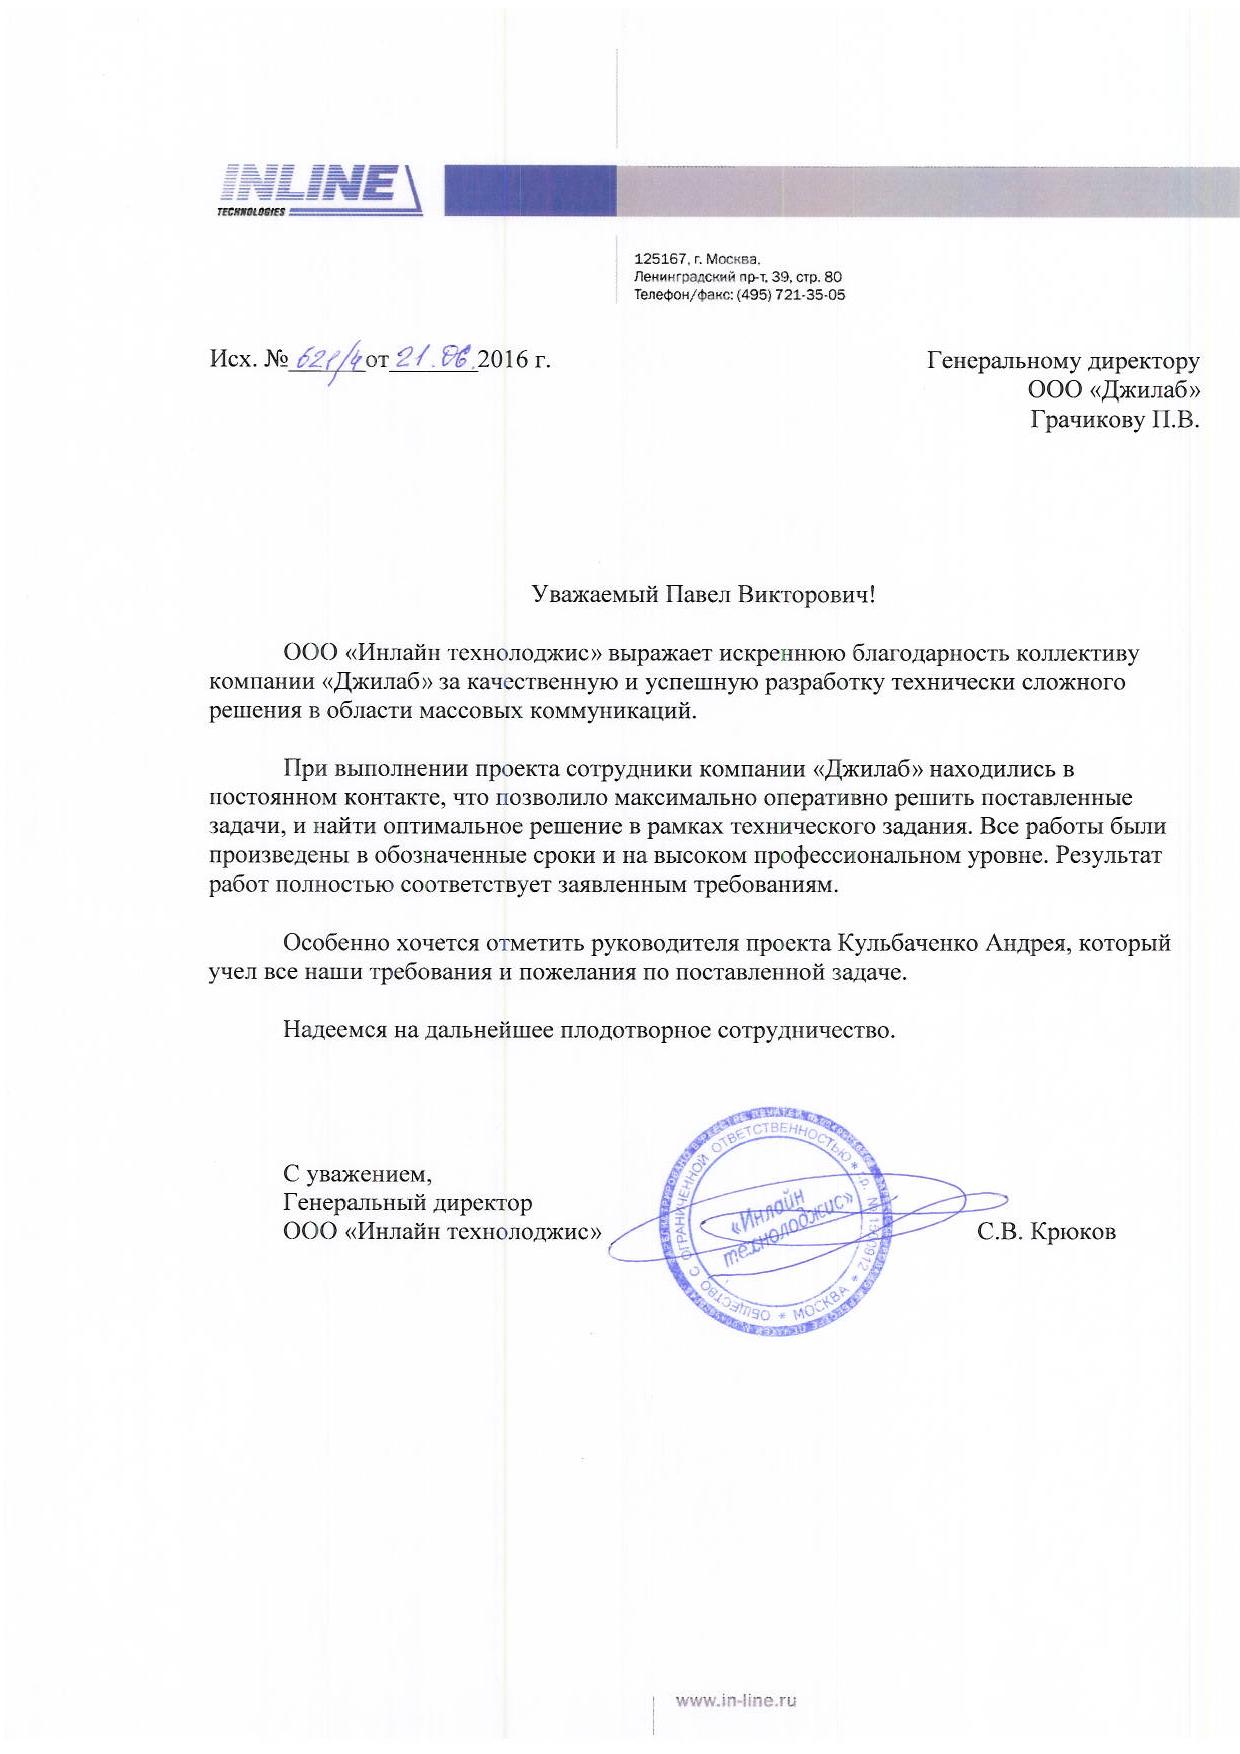 INLINE
TECHNOLOGIES
125167, г. Москва,
Ленинградский пр-т, 39, стр. 80
Телефон/факс: (495) 721-35-05
Исх. № 621/4 от 21.06.2016 г.
Генеральному директору
ООО «Джилаб»
Грачикову П.В.
Уважаемый Павел Викторович!
ООО «Инлайн технолоджис» выражает искреннюю благодарность коллективу
компании «Джилаб» за качественную и успешную разработку технически сложного
решения в области массовых коммуникаций.
При выполнении проекта сотрудники компании «Джилаб» находились в
постоянном контакте, что позволило максимально оперативно решить поставленные
задачи, и найти оптимальное решение в рамках технического задания. Все работы были
произведены в обозначенные сроки и на высоком профессиональном уровне. Результат
работ полностью соответствует заявленным требованиям.
Особенно хочется отметить руководителя проекта Кульбаченко Андрея, который
учел все наши требования и пожелания по поставленной задаче.
Надеемся на дальнейшее плодотворное сотрудничество.
С уважением,
Генеральный директор
ООО «Инлайн технолоджис»
С.В. Крюков
ОБЩЕСТВО С ОГРАНИЧЕННОЙ ОТВЕТСТВЕННОСТЬЮ * * МОСКВА *
«Инлайн
технолоджис»
www.in-line.ru